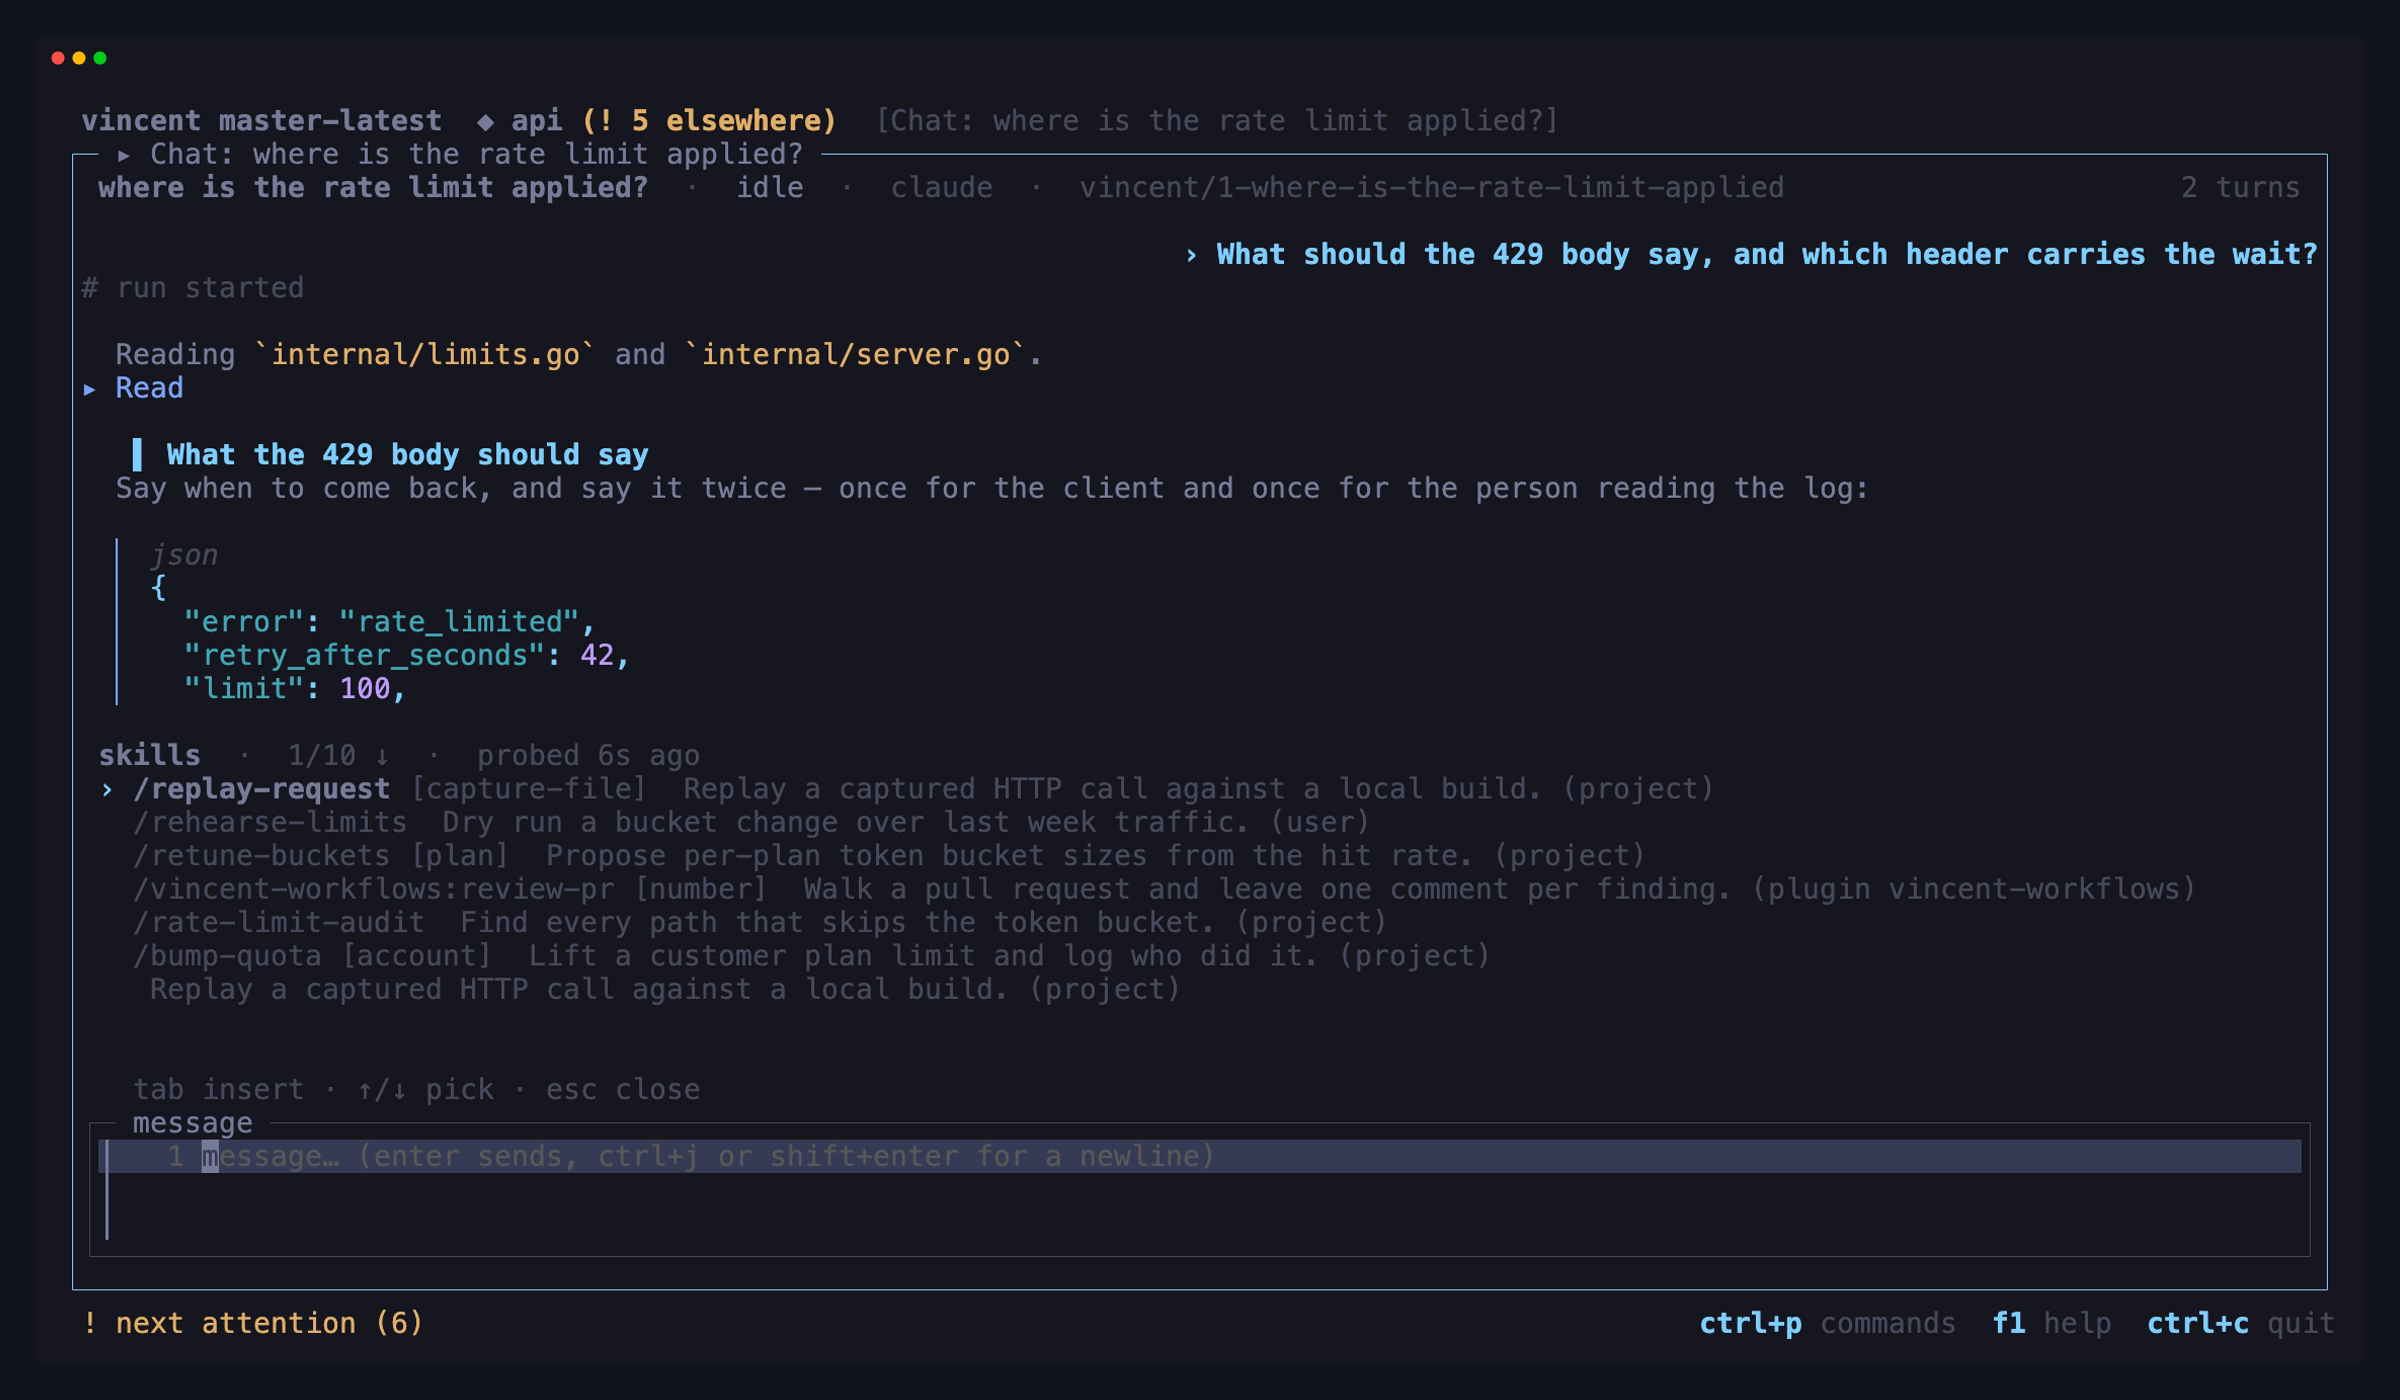 vincent master-latest ◆ api (! 5 elsewhere) [Chat: where is the rate limit applied?]
▸ Chat: where is the rate limit applied?
where is the rate limit applied? · idle · claude · vincent/1-where-is-the-rate-limit-applied 2 turns
› What should the 429 body say, and which header carries the wait?
# run started
Reading `internal/limits.go` and `internal/server.go`.
▸ Read
What the 429 body should say
Say when to come back, and say it twice — once for the client and once for the person reading the log:
json
{
"error": "rate_limited",
"retry_after_seconds": 42,
"limit": 100,
skills · 1/10 ↓ · probed 6s ago
› /replay-request [capture-file] Replay a captured HTTP call against a local build. (project)
/rehearse-limits Dry run a bucket change over last week traffic. (user)
/retune-buckets [plan] Propose per-plan token bucket sizes from the hit rate. (project)
/vincent-workflows:review-pr [number] Walk a pull request and leave one comment per finding. (plugin vincent-workflows)
/rate-limit-audit Find every path that skips the token bucket. (project)
/bump-quota [account] Lift a customer plan limit and log who did it. (project)
Replay a captured HTTP call against a local build. (project)
tab insert · ↑/↓ pick · esc close
message
1 message… (enter sends, ctrl+j or shift+enter for a newline)
! next attention (6) ctrl+p commands f1 help ctrl+c quit